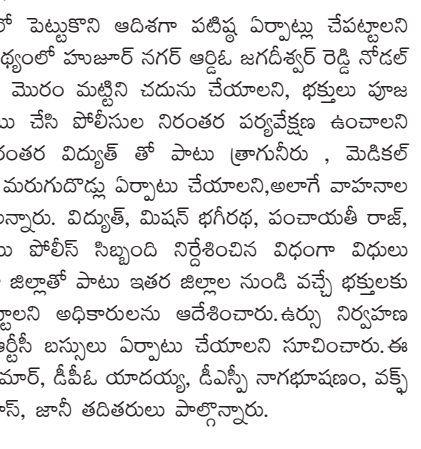 పెట్టుకొని ఆదిశగా పటిష్ఠ ఏర్పాట్లు చేపట్టాలని
హుజూర్ నగర్ ఆర్డిఓ జగదీశ్వర్ రెడ్డి నోడల్
మొరం మట్టిని చదును చేయాలని, భక్తులు పూజ
చేసి పోలీసుల నిరంతర పర్యవేక్షణ ఉంచాలని
విద్యుత్ తో పాటు త్రాగునీరు , మెడికల్
మరుగుదొడ్లు ఏర్పాటు చేయాలని,అలాగే వాహనాల
విద్యుత్, మిషన్ భగీరథ, పంచాయతీ రాజ్,
పోలీస్ సిబ్బంది నిర్దేశించిన విధంగా విధులు
జిల్లాతో పాటు ఇతర జిల్లాల నుండి వచ్చే భక్తులకు
అధికారులను ఆదేశించారు.ఉర్సు నిర్వహణ
బస్సులు ఏర్పాటు చేయాలని సూచించారు.ఈ
డీపీఓ యాదయ్య, డీఎస్పీ నాగభూషణం, వక్ఫ్
జానీ తదితరులు పాల్గొన్నారు.